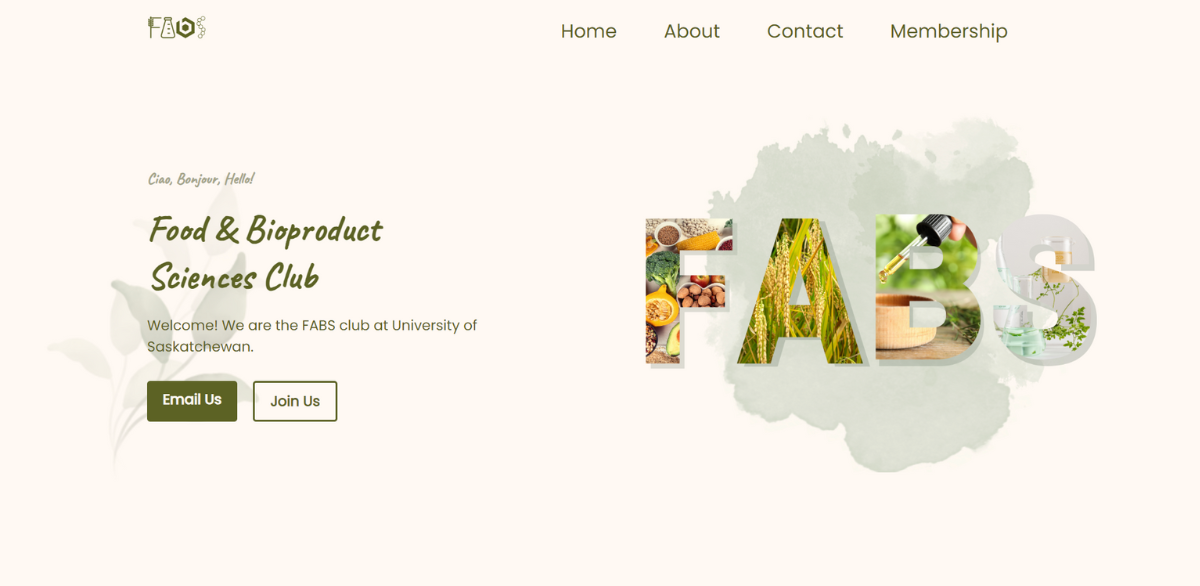 FABS
Home About Contact Membership
Ciao, Bonjour, Hello!
Food & Bioproduct
Sciences Club
Welcome! We are the FABS club at University of
Saskatchewan.
Email Us Join Us
FABS